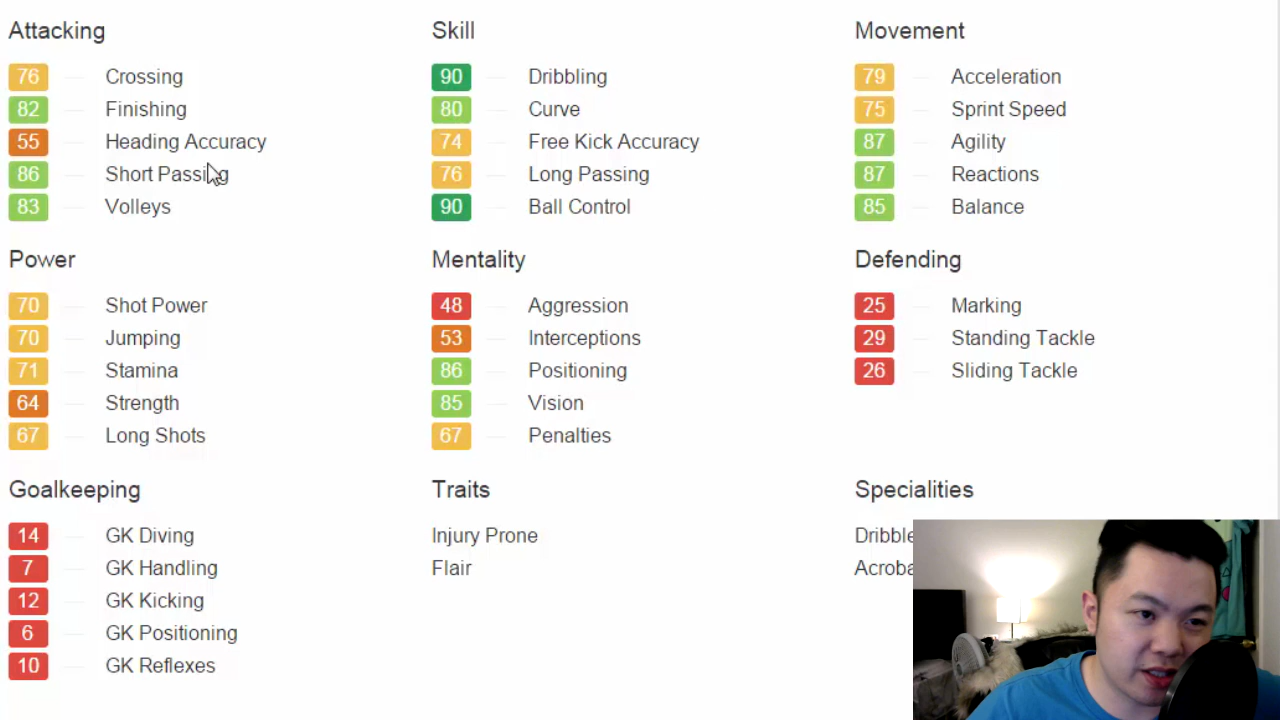 Attacking
76 Crossing
82 Finishing
55 Heading Accuracy
86 Short Passing
83 Volleys
Skill
90 Dribbling
80 Curve
74 Free Kick Accuracy
76 Long Passing
90 Ball Control
Movement
79 Acceleration
75 Sprint Speed
87 Agility
87 Reactions
85 Balance
Power
70 Shot Power
70 Jumping
71 Stamina
64 Strength
67 Long Shots
Mentality
48 Aggression
53 Interceptions
86 Positioning
85 Vision
67 Penalties
Defending
25 Marking
29 Standing Tackle
26 Sliding Tackle
Goalkeeping
14 GK Diving
7 GK Handling
12 GK Kicking
6 GK Positioning
10 GK Reflexes
Traits
Injury Prone
Flair
Specialities
Dribble
Acroba